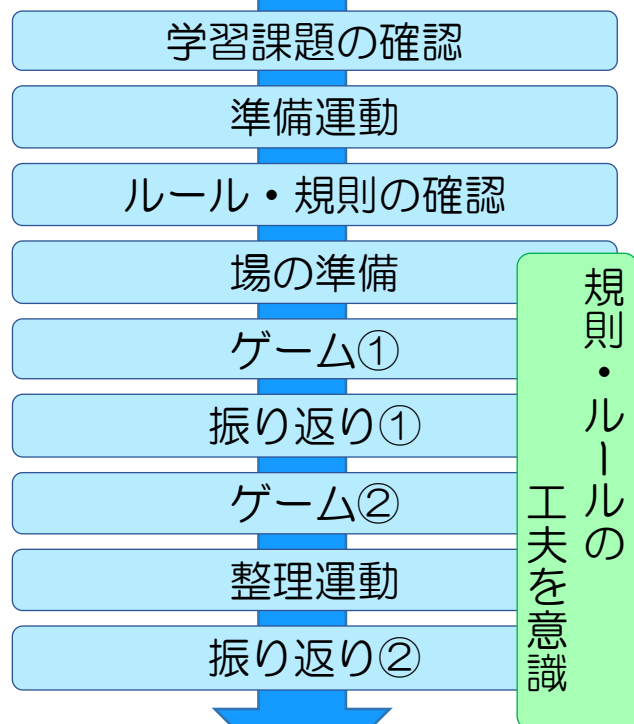 学習課題の確認
準備運動
ルール・規則の確認
場の準備
ゲーム①
振り返り①
ゲーム②
整理運動
振り返り②
規則・ルールの
工夫を意識